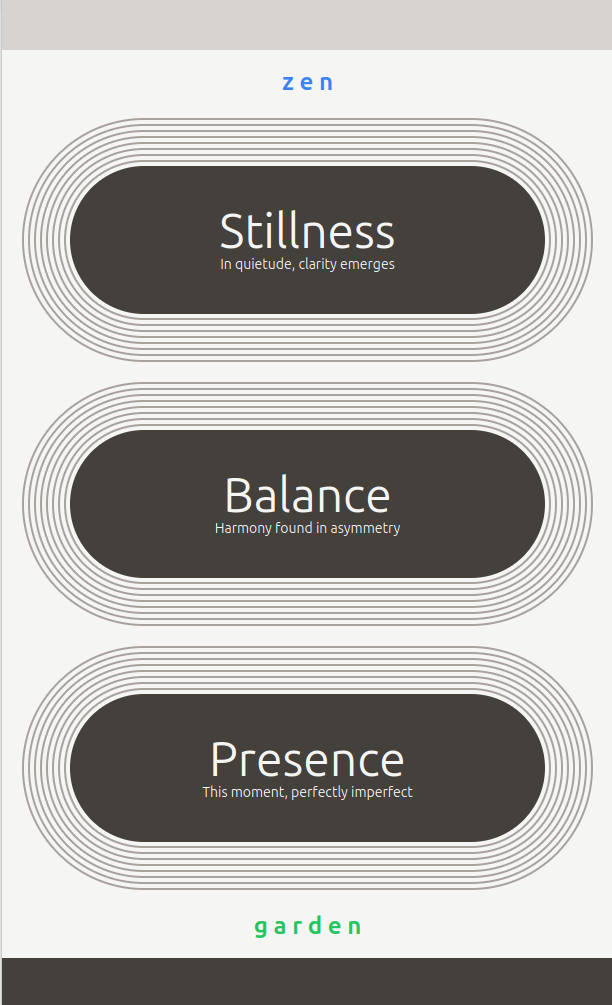 zen
Stillness
In quietude, clarity emerges
Balance
Harmony found in asymmetry
Presence
This moment, perfectly imperfect
garden